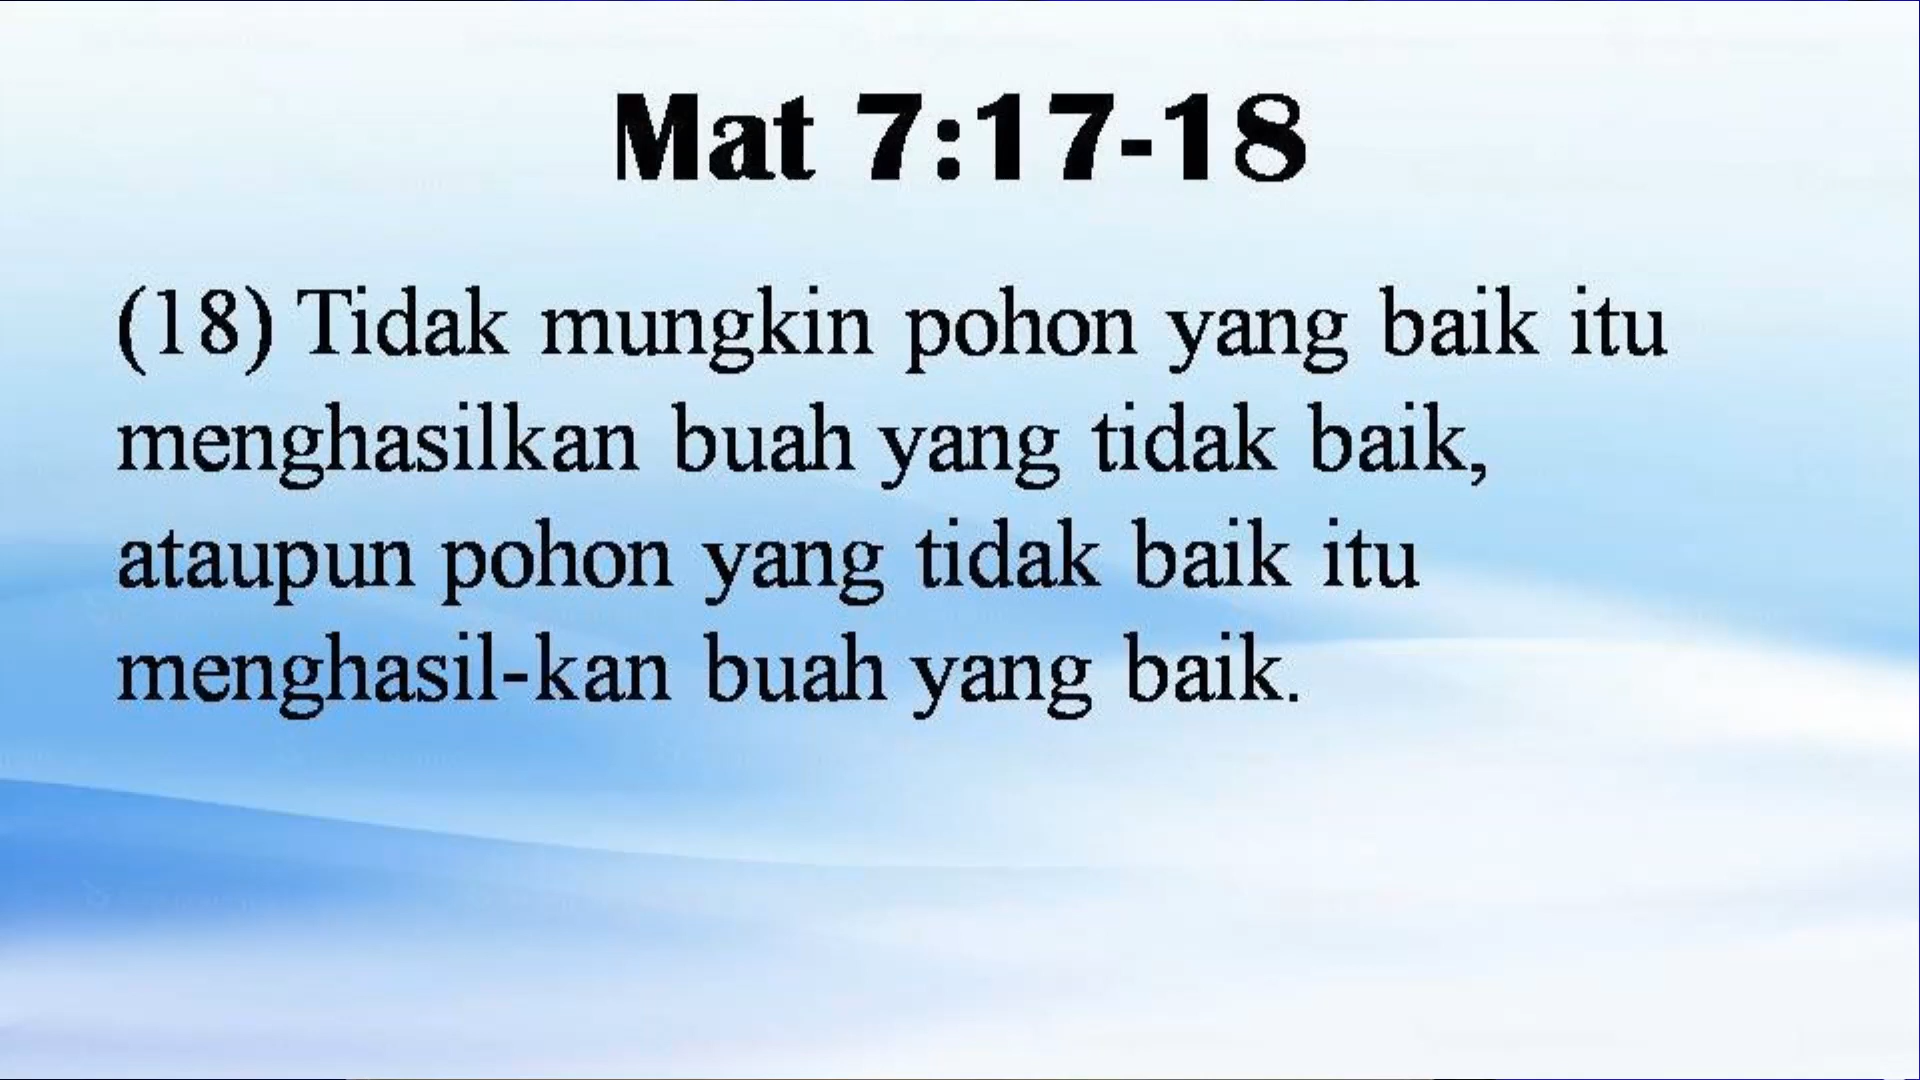 Mat 7:17-18
(18) Tidak mungkin pohon yang baik itu
menghasilkan buah yang tidak baik,
ataupun pohon yang tidak baik itu
menghasil-kan buah yang baik.